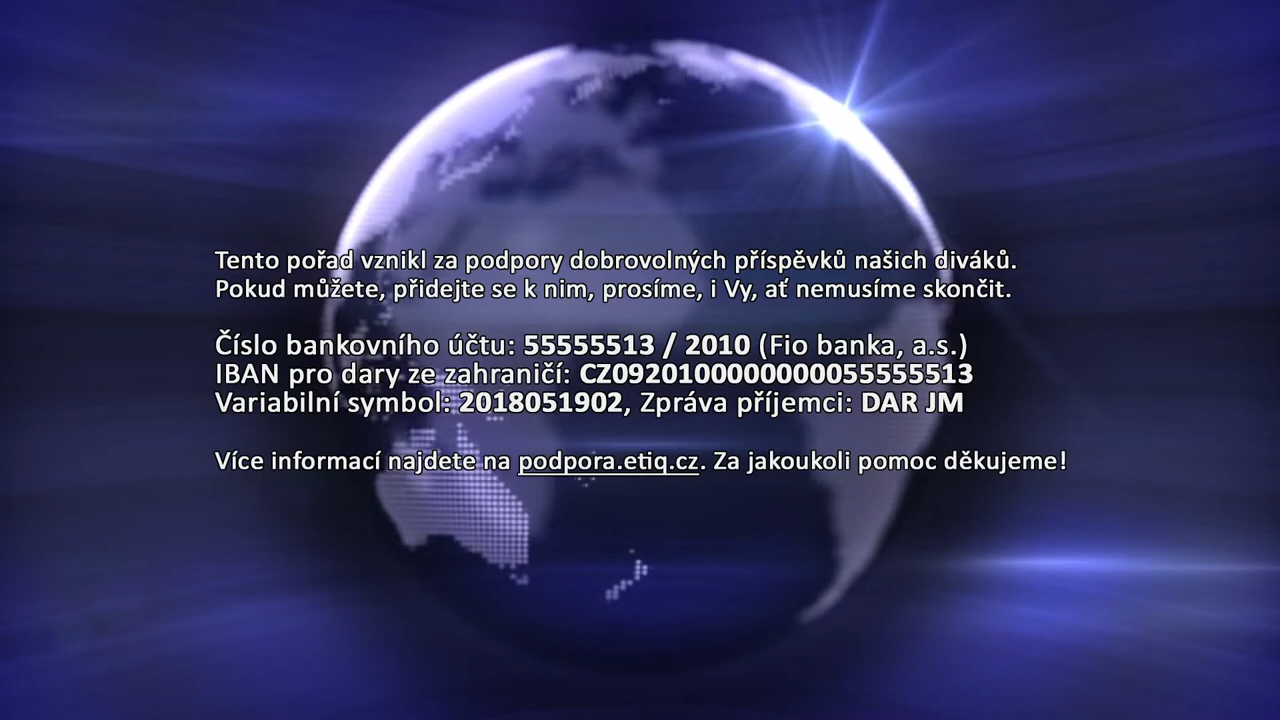 Tento pořad vznikl za podpory dobrovolných příspěvků našich diváků.
Pokud můžete, přidejte se k nim, prosíme, i Vy, ať nemusíme skončit.
Číslo bankovního účtu: 55555513 / 2010 (Fio banka, a.s.)
IBAN pro dary ze zahraničí: CZ0920100000000055555513
Variabilní symbol: 2018051902, Zpráva příjemci: DAR JM
Více informací najdete na podpora.etiq.cz. Za jakoukoli pomoc děkujeme!